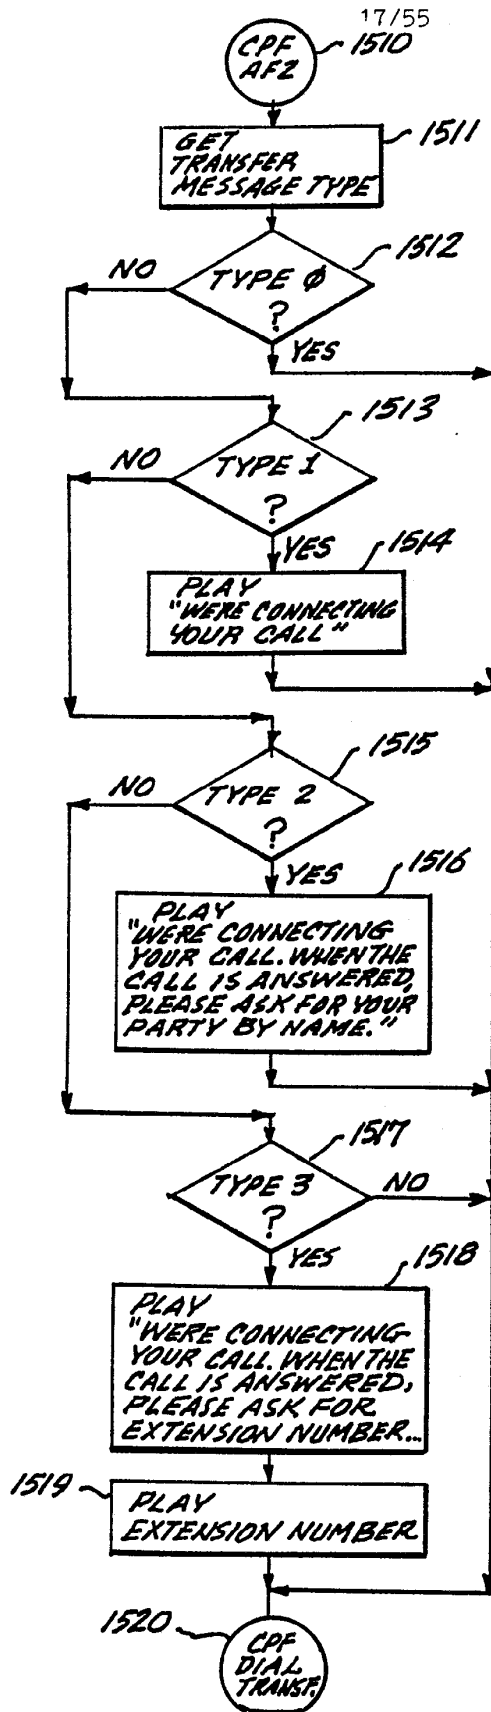 17/55
CPF
AF2
1510
GET
TRANSFER
MESSAGE TYPE
1511
TYPE Ø
?
1512
NO
YES
TYPE 1
?
1513
NO
YES
PLAY
"WERE CONNECTING
YOUR CALL"
1514
TYPE 2
?
1515
NO
YES
PLAY
"WERE CONNECTING
YOUR CALL. WHEN THE
CALL IS ANSWERED,
PLEASE ASK FOR YOUR
PARTY BY NAME."
1516
TYPE 3
?
1517
NO
YES
PLAY
"WERE CONNECTING
YOUR CALL. WHEN THE
CALL IS ANSWERED,
PLEASE ASK FOR
EXTENSION NUMBER...
1518
1519
PLAY
EXTENSION NUMBER
1520
CPF
DIAL
TRANSF.